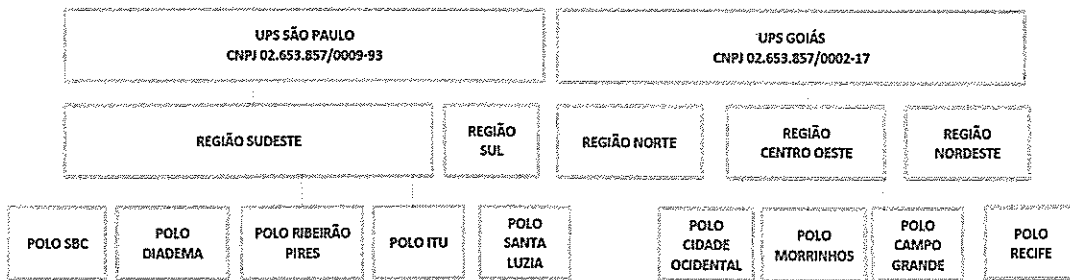 UPS SÃO PAULO
CNPJ 02.653.857/0009-93
UPS GOIÁS
CNPJ 02.653.857/0002-17
REGIÃO SUDESTE
REGIÃO
SUL
REGIÃO NORTE
REGIÃO
CENTRO OESTE
REGIÃO
NORDESTE
POLO SBC
POLO
DIADEMA
POLO RIBEIRÃO
PIRES
POLO ITU
POLO
SANTA
LUZIA
POLO
CIDADE
OCIDENTAL
POLO
MORRINHOS
POLO
CAMPO
GRANDE
POLO
RECIFE